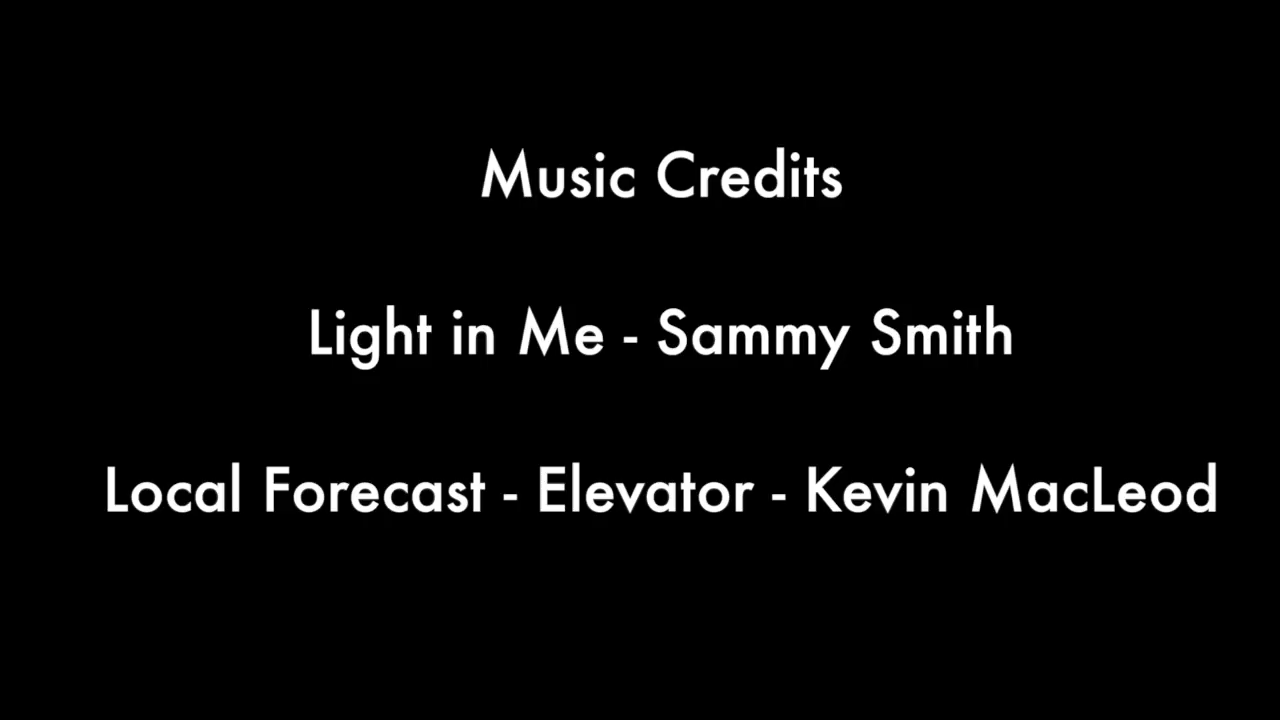 Music Credits
Light in Me - Sammy Smith
Local Forecast - Elevator - Kevin MacLeod